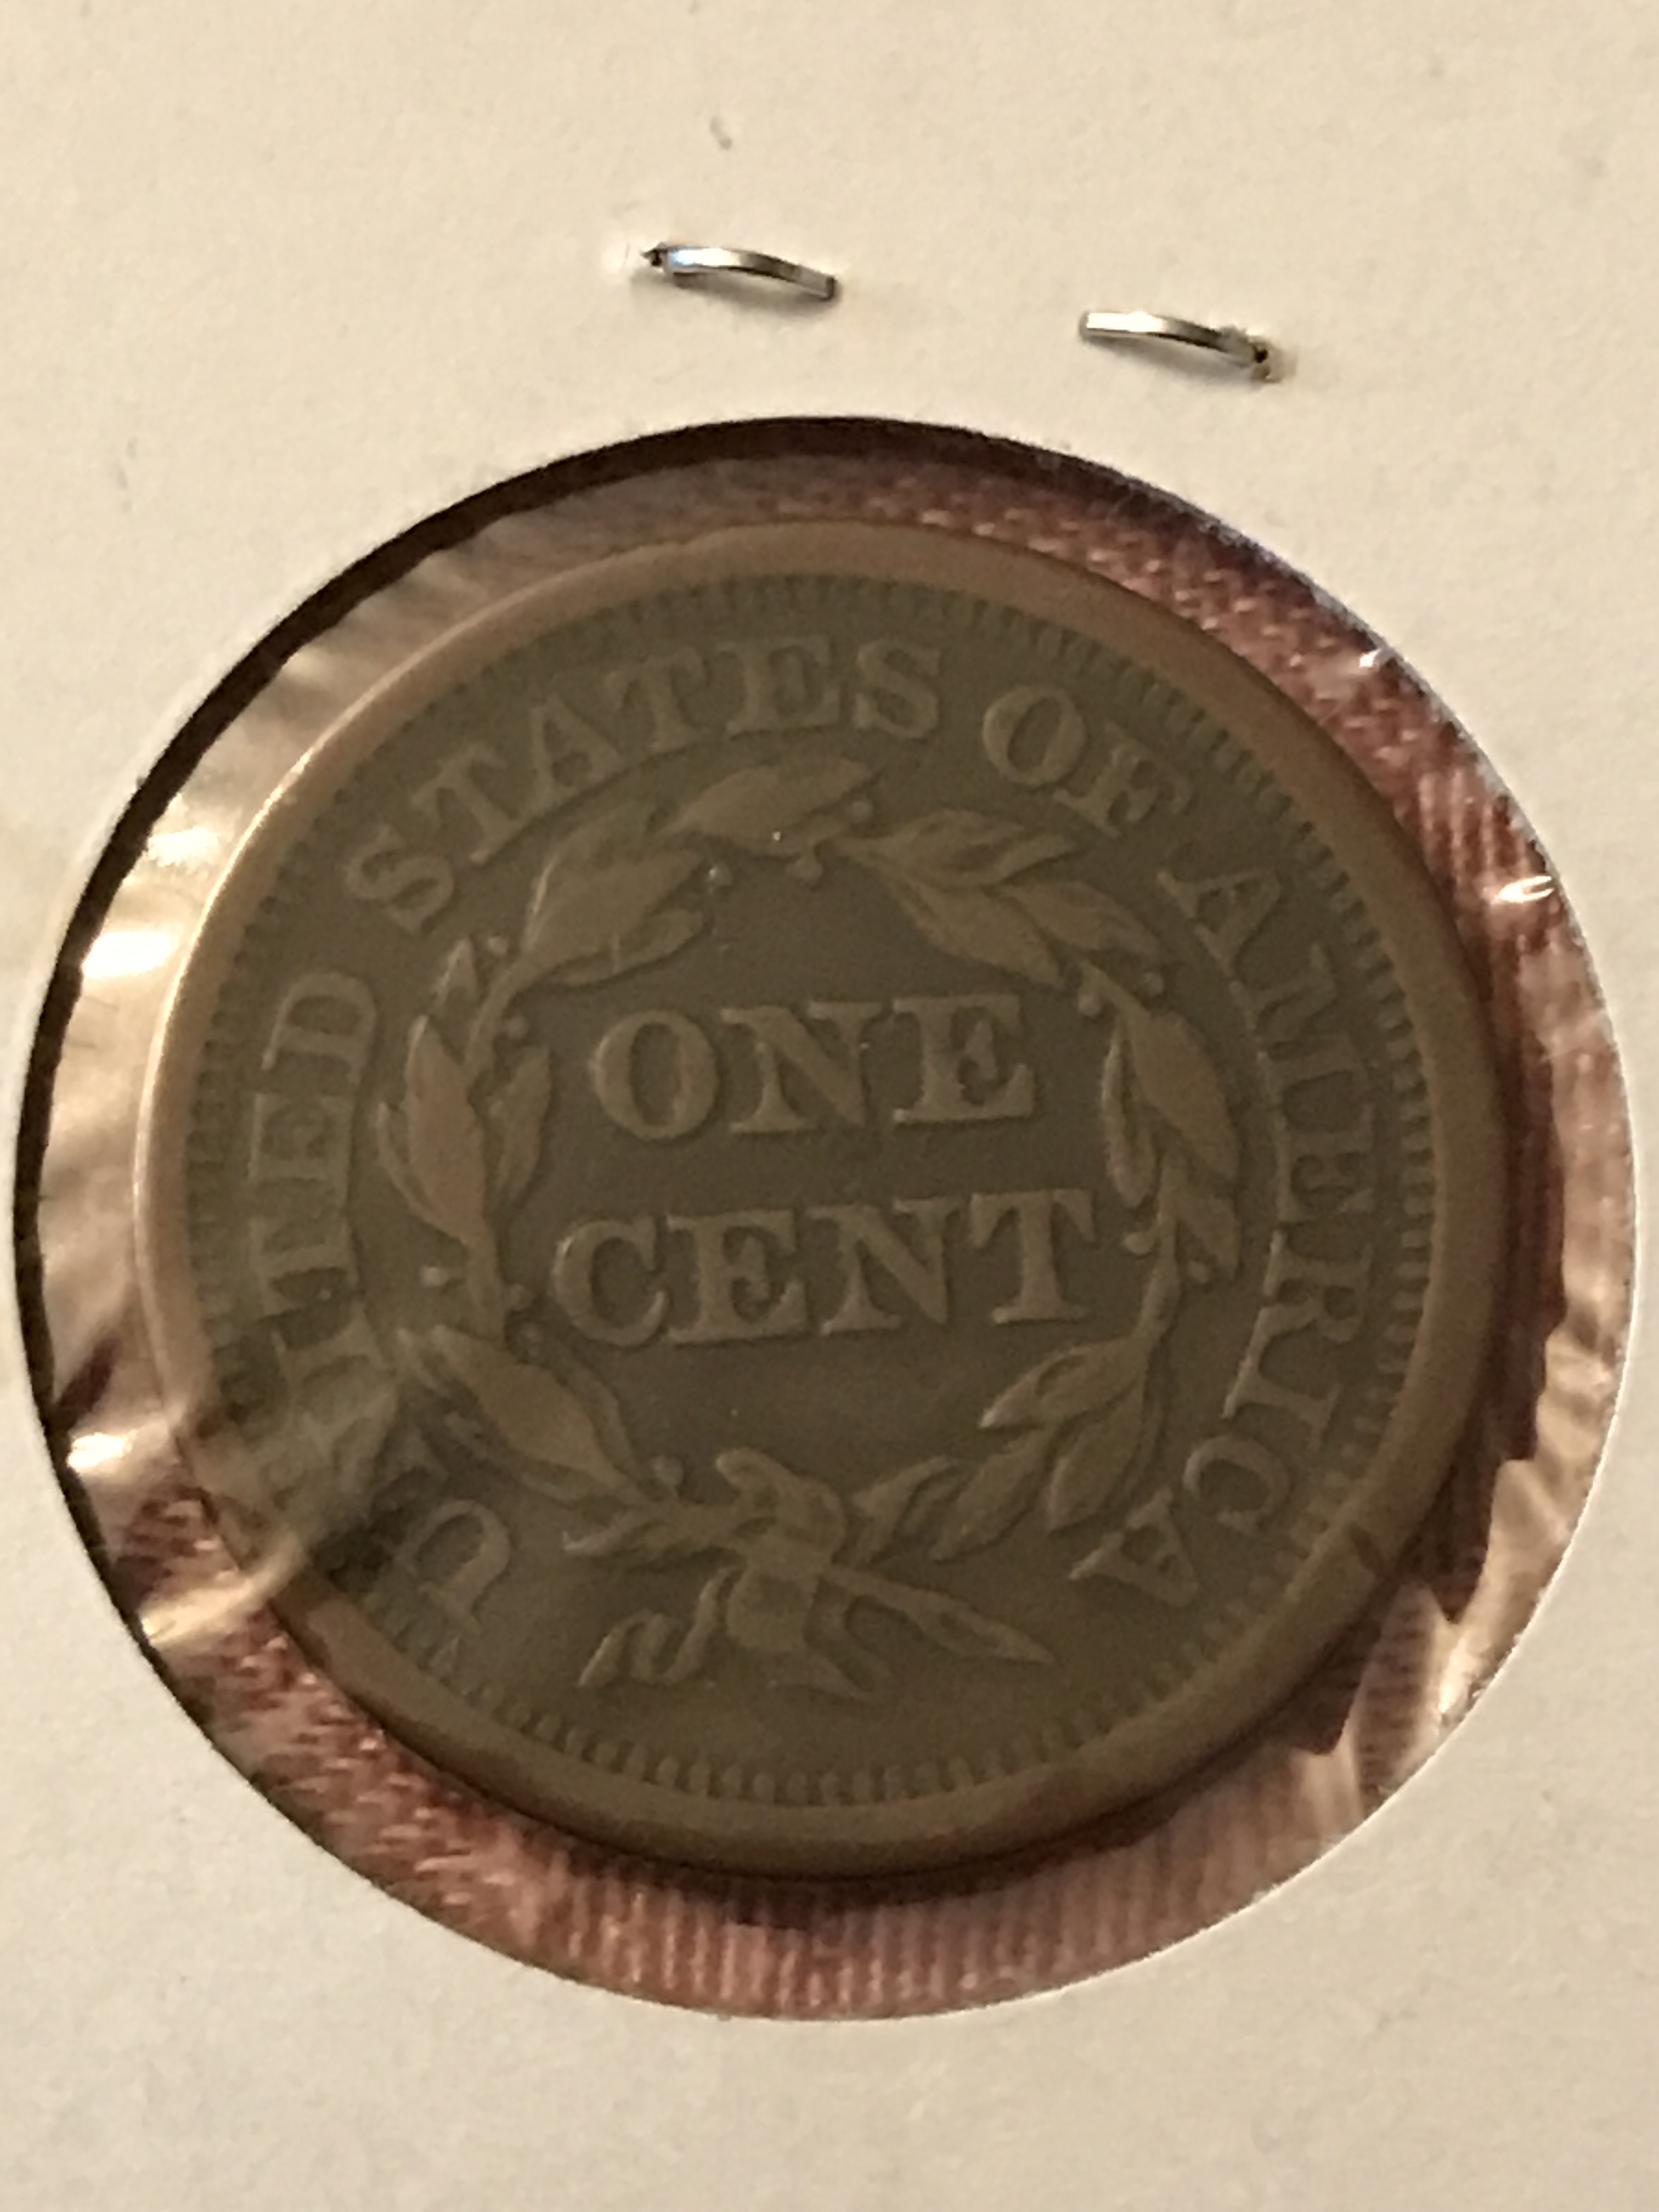 UNITED STATES OF AMERICA
ONE
CENT